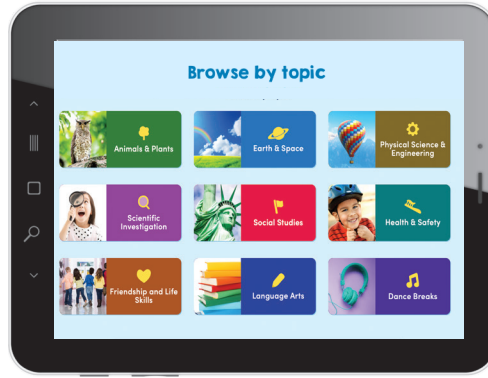 Browse by topic
Animals & Plants
Earth & Space
Physical Science &
Engineering
Scientific
Investigation
Social Studies
Health & Safety
Friendship and Life
Skills
Language Arts
Dance Breaks